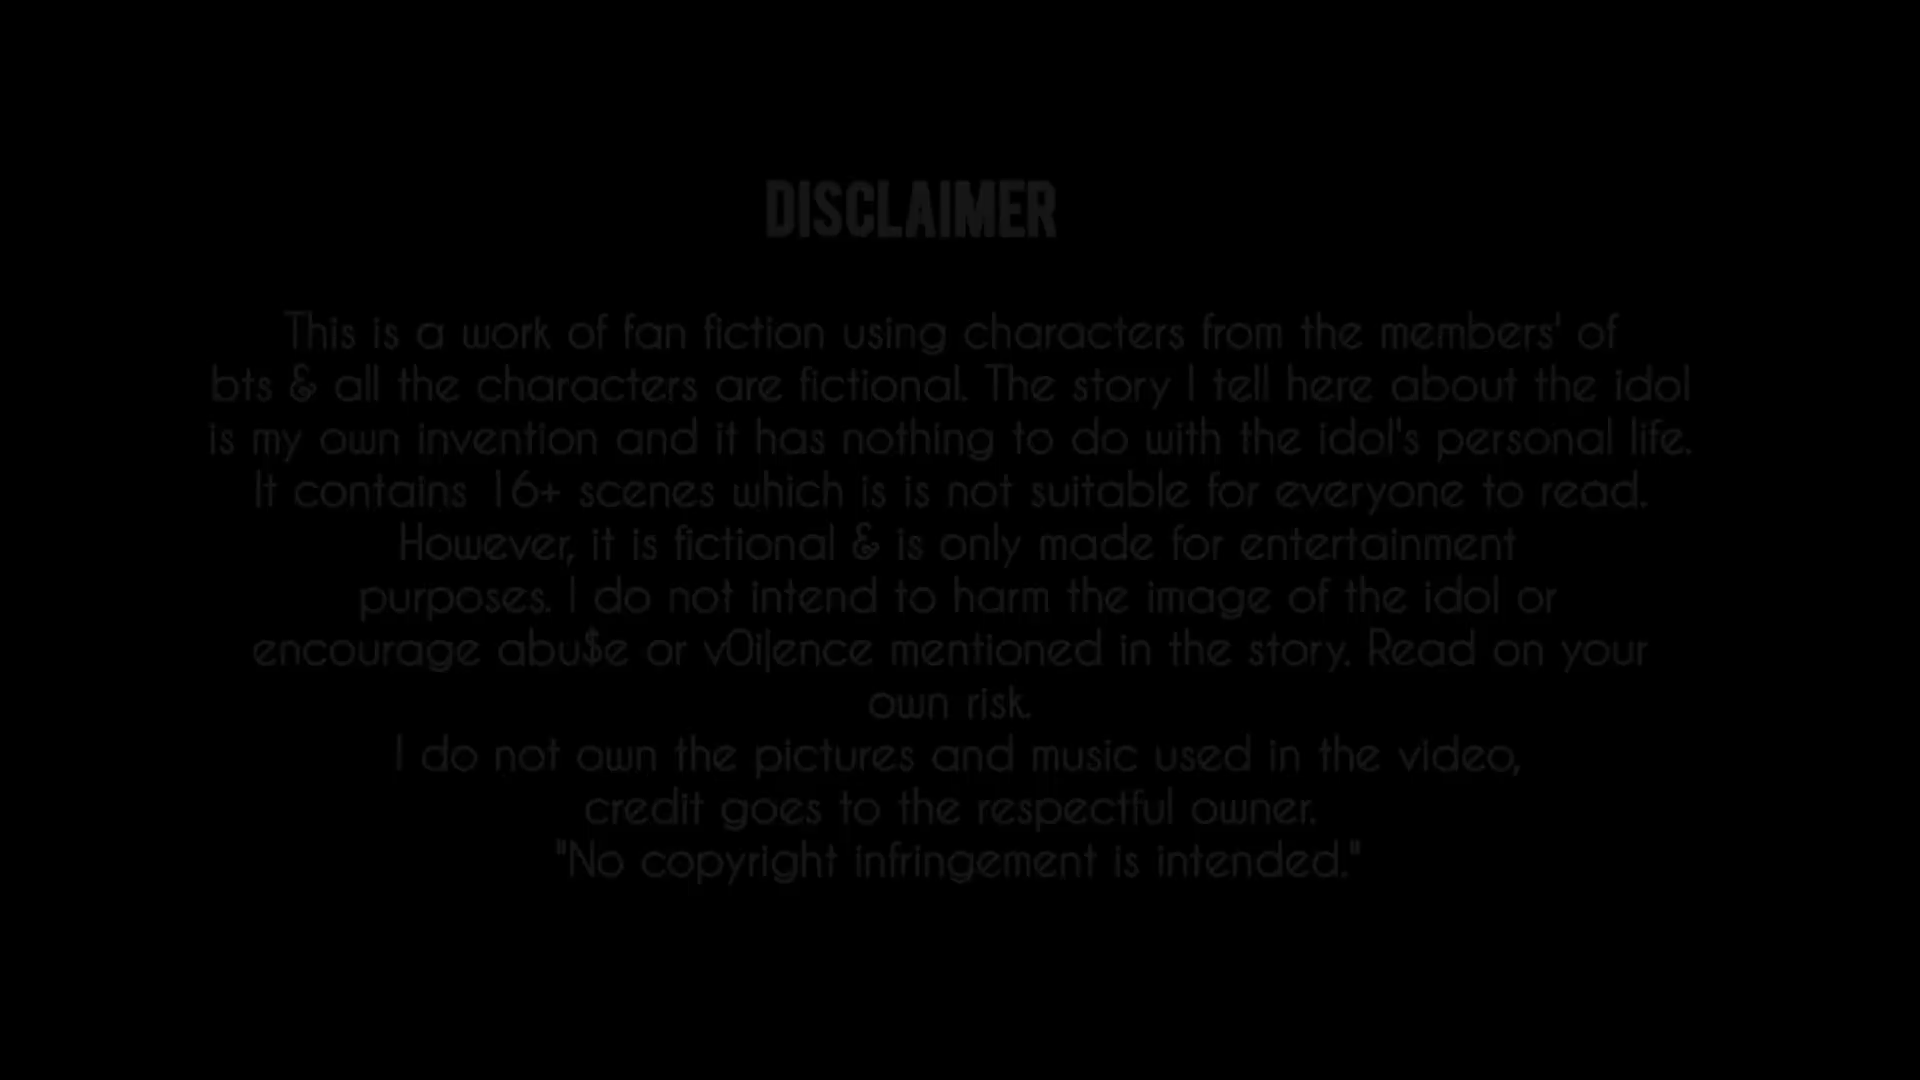 DISCLAIMER
This is a work of fan fiction using characters from the members' of
bts & all the characters are fictional. The story I tell here about the idol
is my own invention and it has nothing to do with the idol's personal life.
It contains 16+ scenes which is is not suitable for everyone to read.
However, it is fictional & is only made for entertainment
purposes. I do not intend to harm the image of the idol or
encourage abu$e or v0i|ence mentioned in the story. Read on your
own risk.
I do not own the pictures and music used in the video,
credit goes to the respectful owner.
"No copyright infringement is intended."